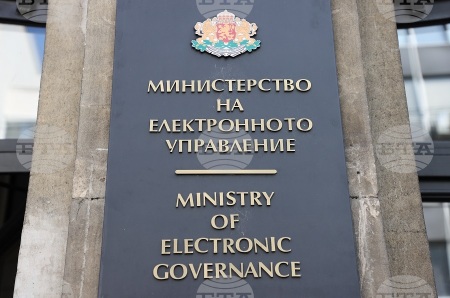 МИНИСТЕРСТВО
НА
ЕЛЕКТРОННОТО
УПРАВЛЕНИЕ
MINISTRY
OF
ELECTRONIC
GOVERNANCE